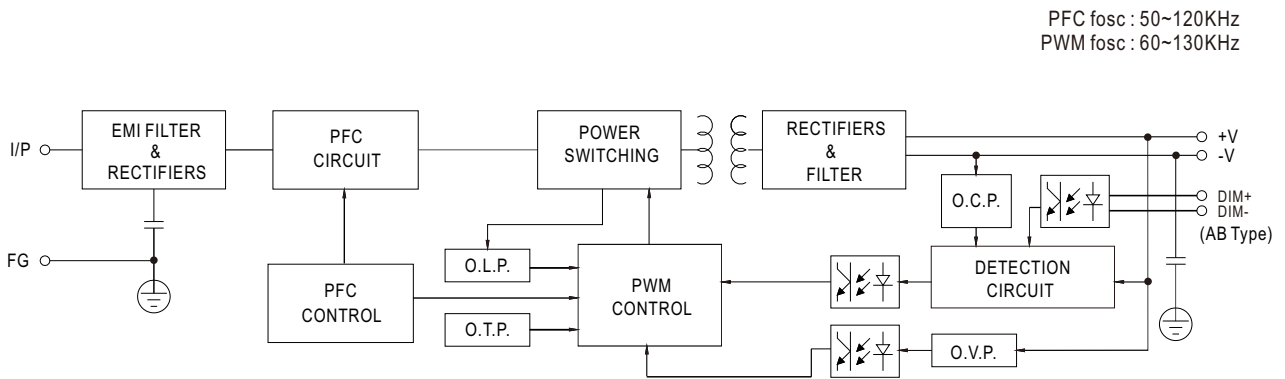 PFC fosc : 50~120KHz
PWM fosc : 60~130KHz
I/P
EMI FILTER
&
RECTIFIERS
PFC
CIRCUIT
POWER
SWITCHING
RECTIFIERS
&
FILTER
+V
-V
O.C.P.
DIM+
DIM-
(AB Type)
FG
O.L.P.
PFC
CONTROL
O.T.P.
PWM
CONTROL
DETECTION
CIRCUIT
O.V.P.